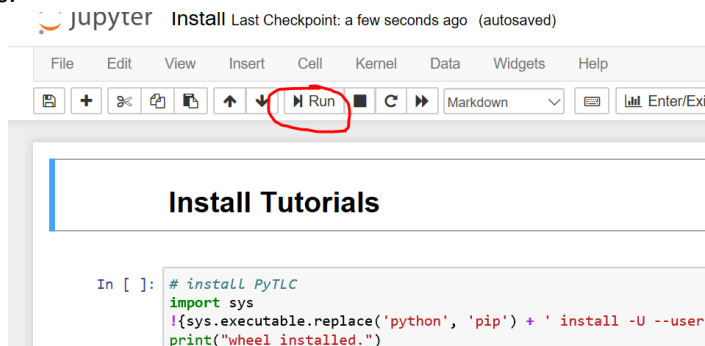 Jupyter Install Last Checkpoint: a few seconds ago (autosaved)
File Edit View Insert Cell Kernel Data Widgets Help
Run Markdown Enter/Exi
Install Tutorials
In [ ]: # install PyTLC
import sys
!{sys.executable.replace('python', 'pip') + ' install -U --user
print("wheel installed.")